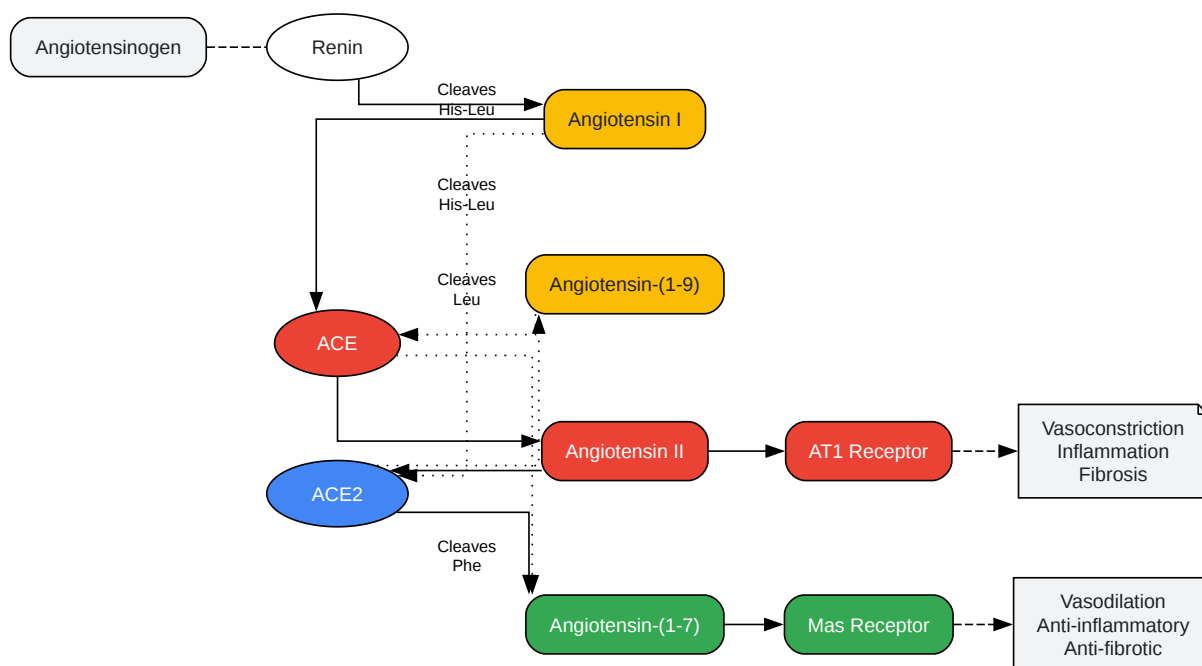 Angiotensinogen
Renin
Cleaves
His-Leu
Angiotensin I
Cleaves
His-Leu
Cleaves
Leu
Angiotensin-(1-9)
ACE
Angiotensin II
AT1 Receptor
Vasoconstriction
Inflammation
Fibrosis
ACE2
Cleaves
Phe
Angiotensin-(1-7)
Mas Receptor
Vasodilation
Anti-inflammatory
Anti-fibrotic